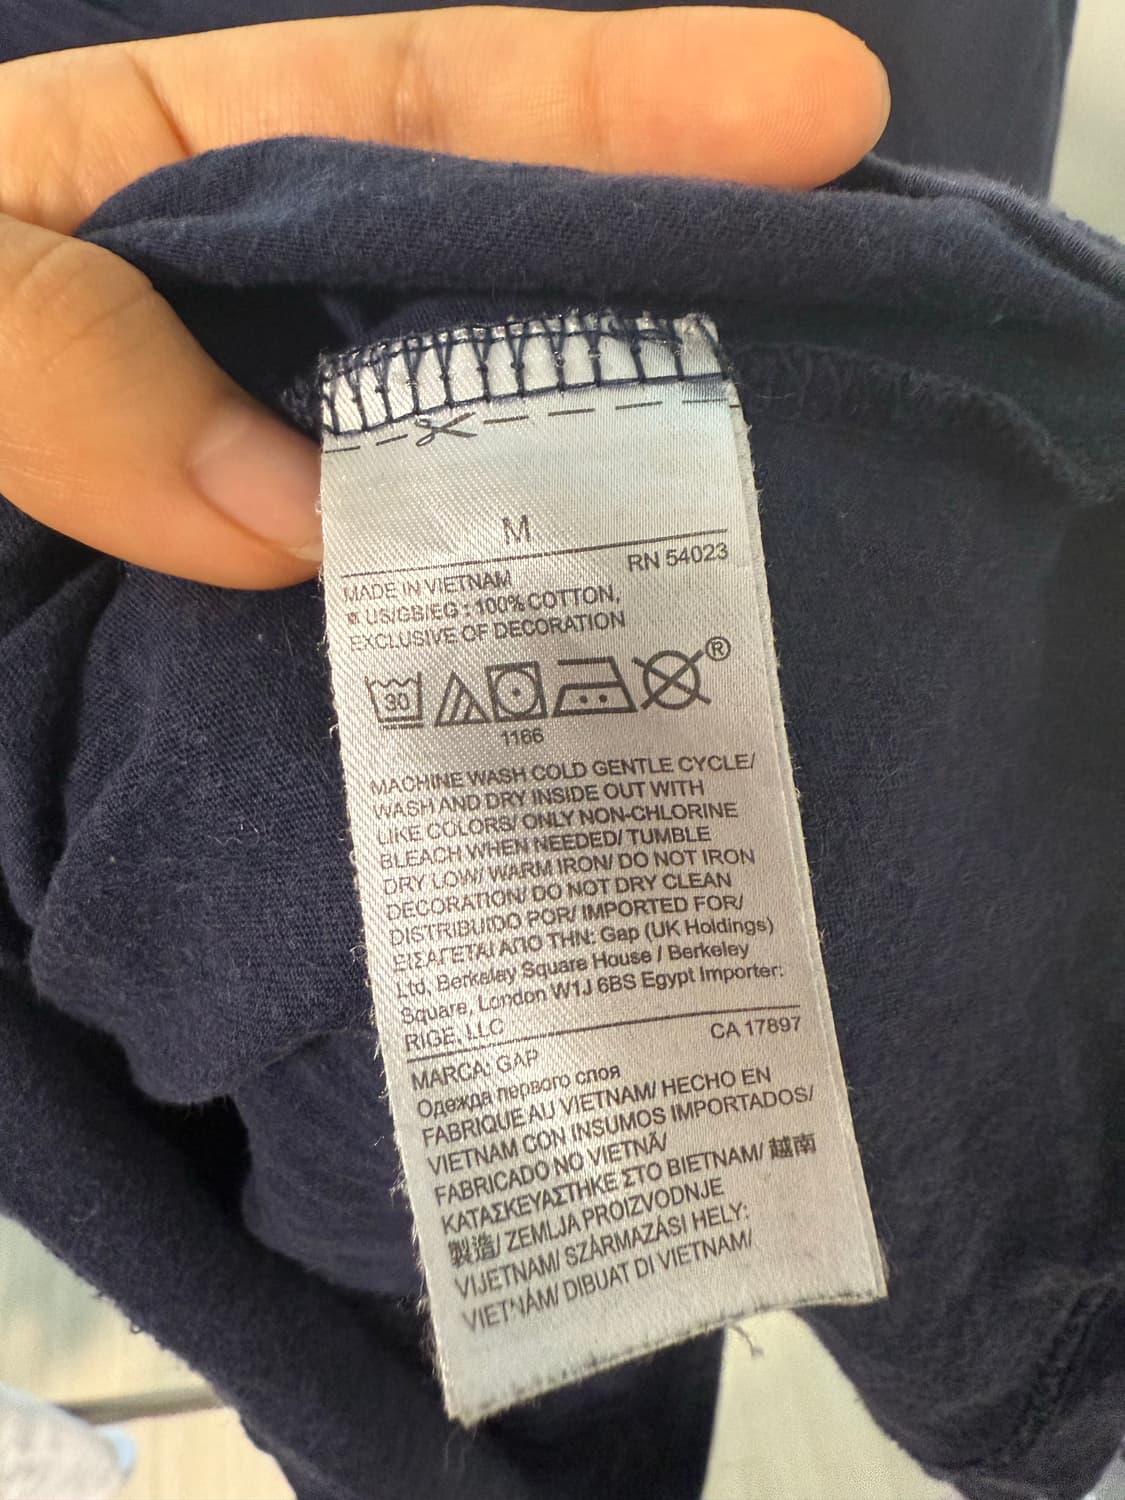 M
RN 54023
MADE IN VIETNAM
US/GB/EG : 100% COTTON,
EXCLUSIVE OF DECORATION
30
®
1166
MACHINE WASH COLD GENTLE CYCLE/
WASH AND DRY INSIDE OUT WITH
LIKE COLORS/ ONLY NON-CHLORINE
BLEACH WHEN NEEDED/ TUMBLE
DRY LOW/ WARM IRON/ DO NOT IRON
DECORATION/ DO NOT DRY CLEAN
DISTRIBUIDO POR/ IMPORTED FOR/
ΕΙΣΑΓΕΤΑΙ ΑΠΟ ΤΗΝ: Gap (UK Holdings)
Ltd, Berkeley Square House / Berkeley
Square, London W1J 6BS Egypt Importer:
RIGE, LLC
CA 17897
MARCA: GAP
Одежда первого слоя
FABRIQUE AU VIETNAM/ HECHO EN
VIETNAM CON INSUMOS IMPORTADOS/
FABRICADO NO VIETNÃ/
ΚΑΤΑΣΚΕΥΑΣΤΗΚΕ ΣΤΟ ΒΙΕΤΝΑΜ/ 越南
製造/ ZEMLJA PROIZVODNJE
VIJETNAM/ SZÁRMAZÁSI HELY:
VIETNÁM/ DIBUAT DI VIETNAM/